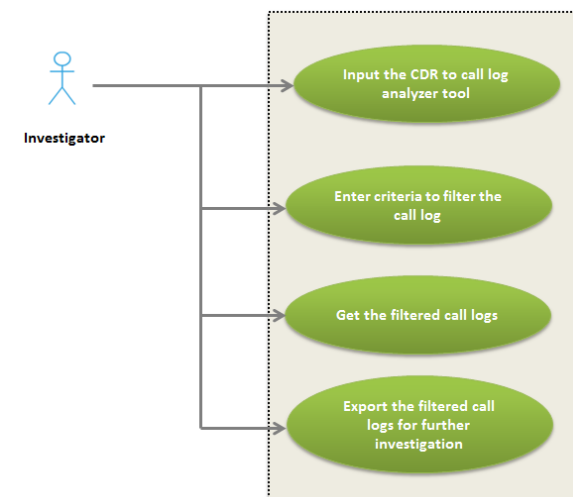 Input the CDR to call log
analyzer tool
Investigator
Enter criteria to filter the
call log
Get the filtered call logs
Export the filtered call
logs for further
investigation